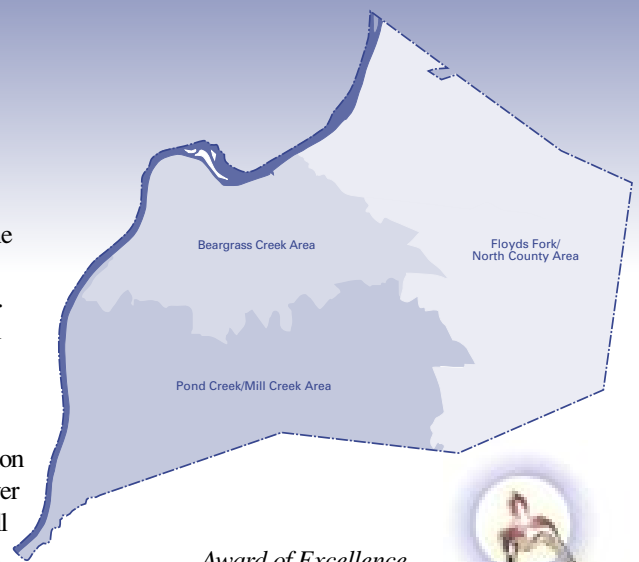 Beargrass Creek Area
Floyds Fork/
North County Area
Pond Creek/Mill Creek Area
Award of Excellence